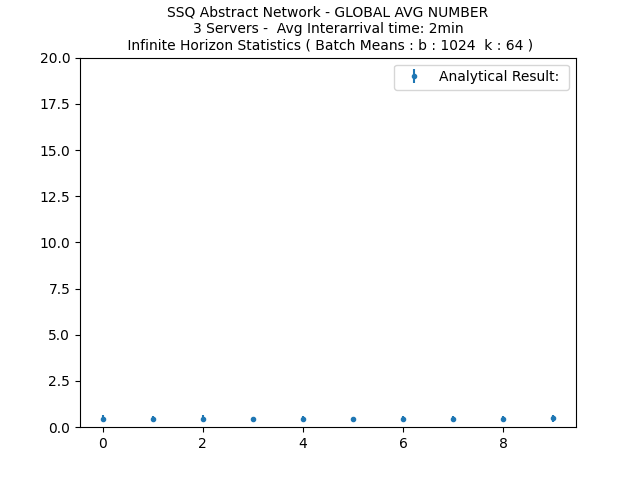 SSQ Abstract Network - GLOBAL AVG NUMBER
3 Servers -  Avg Interarrival time: 2min
Infinite Horizon Statistics ( Batch Means : b : 1024  k : 64 )
Analytical Result:
20.0
17.5
15.0
12.5
10.0
7.5
5.0
2.5
0.0
0 2 4 6 8